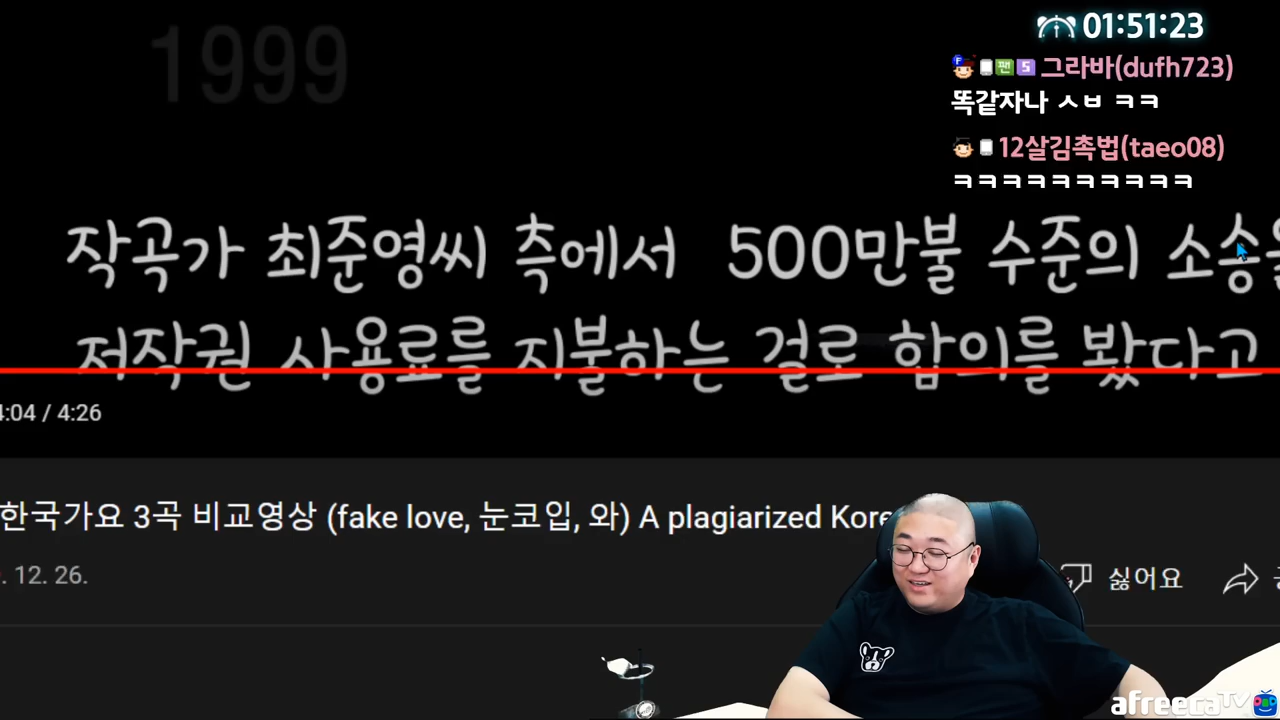 1999
01:51:23
그라바(dufh723)
똑같자나 ㅅㅂ ㅋㅋ
12살김촉법(taeo08)
ㅋㅋㅋㅋㅋㅋㅋㅋㅋㅋ
작곡가 최준영씨 측에서 500만불 수준의 소송을
저작권 사용료를 지불하는 걸로 합의를 봤다고
4:04 / 4:26
한국가요 3곡 비교영상 (fake love, 눈코입, 와) A plagiarized Kore
. 12. 26.
싫어요
afreecaTV